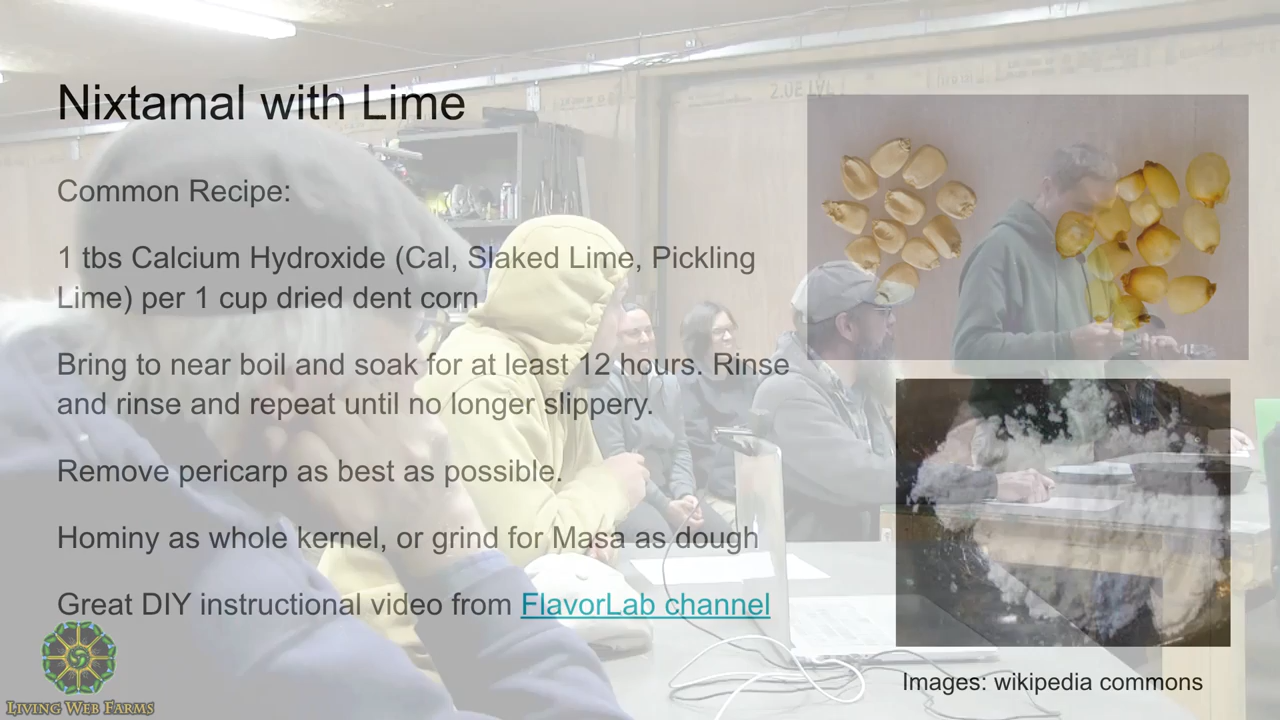 Nixtamal with Lime
Common Recipe:
1 tbs Calcium Hydroxide (Cal, Slaked Lime, Pickling
Lime) per 1 cup dried dent corn
Bring to near boil and soak for at least 12 hours. Rinse
and rinse and repeat until no longer slippery.
Remove pericarp as best as possible.
Hominy as whole kernel, or grind for Masa as dough
Great DIY instructional video from FlavorLab channel
Images: wikipedia commons
LIVING WEB FARMS